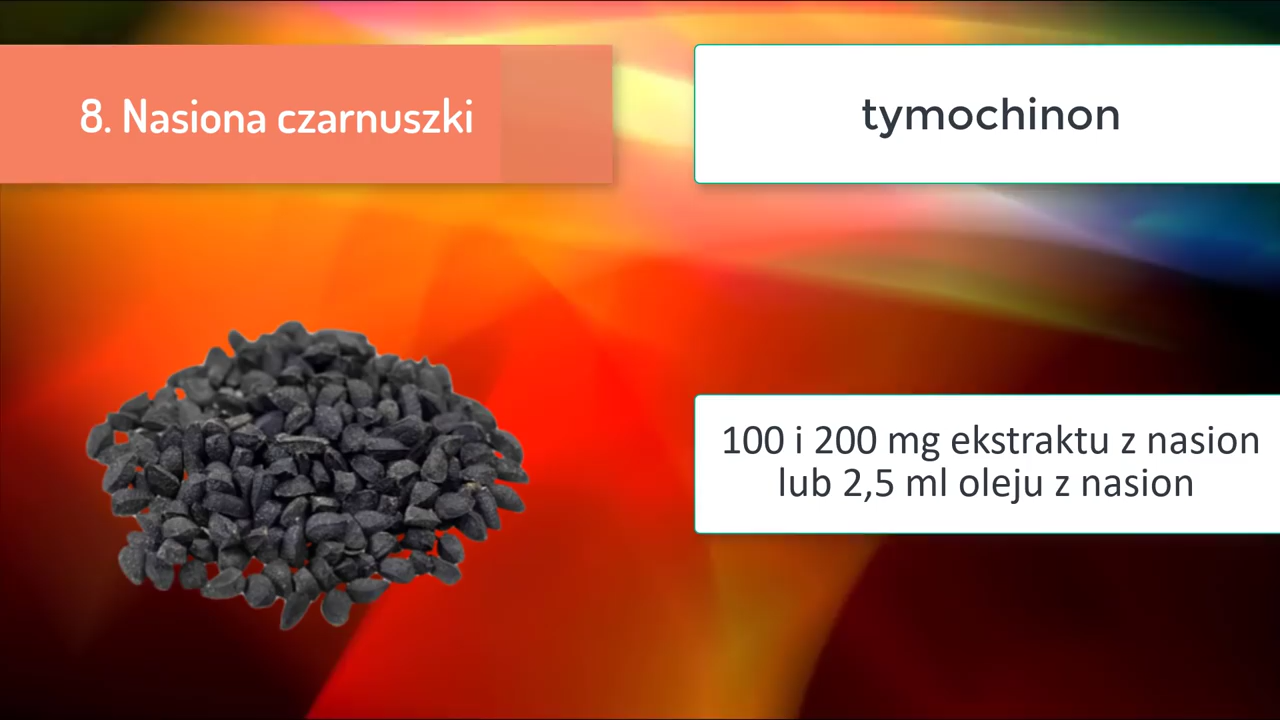 8. Nasiona czarnuszki
tymochinon
100 i 200 mg ekstraktu z nasion
lub 2,5 ml oleju z nasion